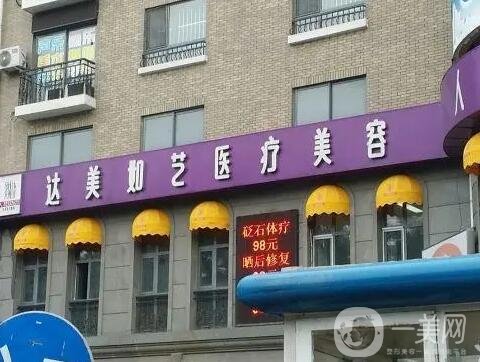 达美如艺医疗美容
人
砭石体疗
98元
晒后修复
一美网